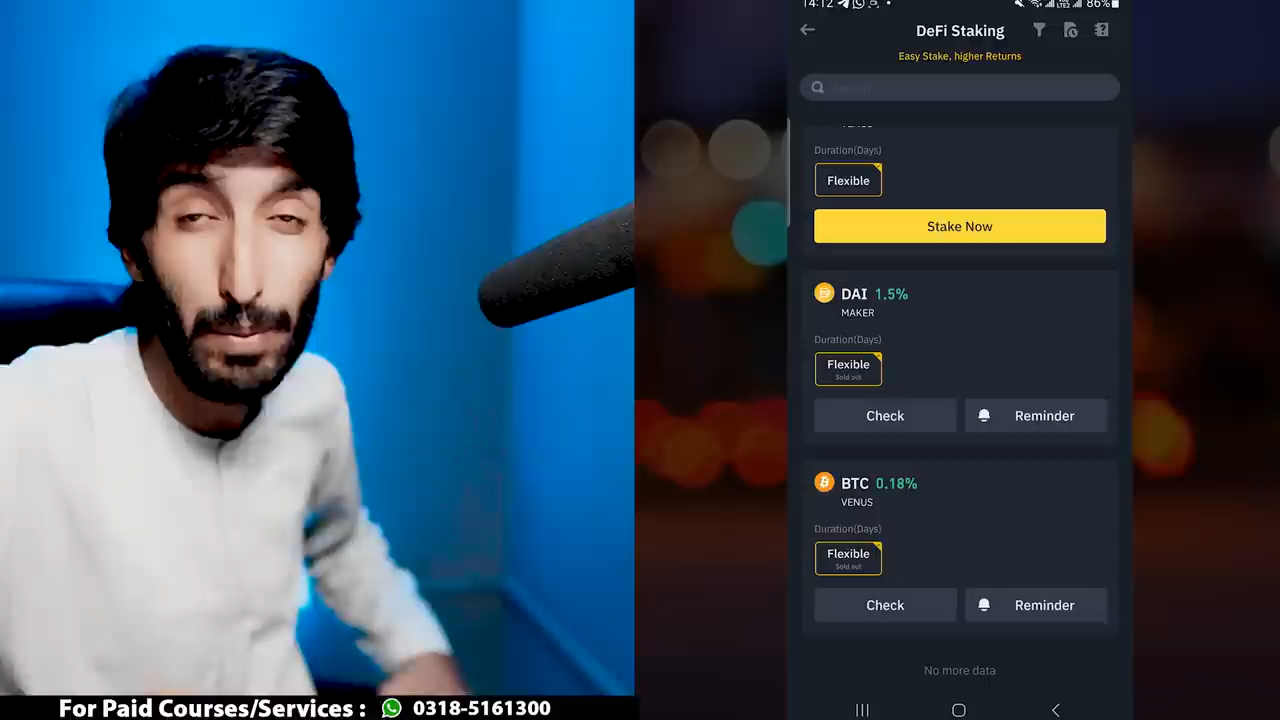 14:12
86%
DeFi Staking
Easy Stake, higher Returns
Duration(Days)
Flexible
Stake Now
DAI 1.5%
MAKER
Duration(Days)
Flexible
Sold out
Check
Reminder
BTC 0.18%
VENUS
Duration(Days)
Flexible
Sold out
Check
Reminder
No more data
For Paid Courses/Services : 0318-5161300